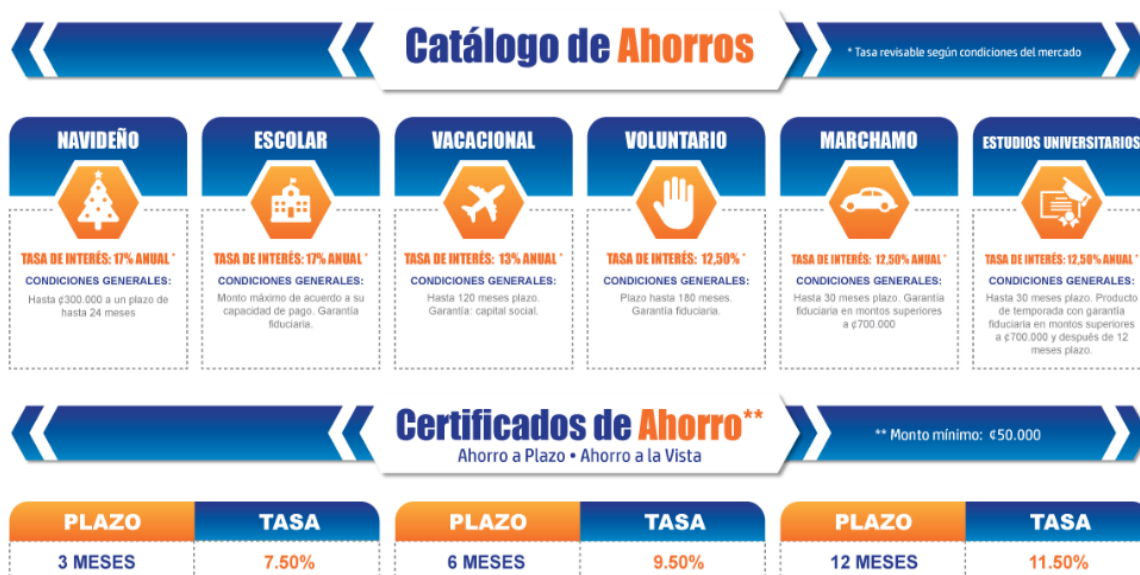 Catálogo de Ahorros
* Tasa revisable según condiciones del mercado
NAVIDEÑO
TASA DE INTERÉS: 17% ANUAL *
CONDICIONES GENERALES:
Hasta ¢300.000 a un plazo de
hasta 24 meses
ESCOLAR
TASA DE INTERÉS: 17% ANUAL *
CONDICIONES GENERALES:
Monto máximo de acuerdo a su
capacidad de pago. Garantía
fiduciaria.
VACACIONAL
TASA DE INTERÉS: 13% ANUAL *
CONDICIONES GENERALES:
Hasta 120 meses plazo.
Garantía: capital social.
VOLUNTARIO
TASA DE INTERÉS: 12,50% *
CONDICIONES GENERALES:
Plazo hasta 180 meses.
Garantía fiduciaria.
MARCHAMO
TASA DE INTERÉS: 12,50% ANUAL *
CONDICIONES GENERALES:
Hasta 30 meses plazo. Garantía
fiduciaria en montos superiores
a ¢700.000
ESTUDIOS UNIVERSITARIOS
TASA DE INTERÉS: 12,50% ANUAL *
CONDICIONES GENERALES:
Hasta 30 meses plazo. Producto
de temporada con garantía
fiduciaria en montos superiores
a ¢700.000 y después de 12
meses plazo.
Certificados de Ahorro**
Ahorro a Plazo • Ahorro a la Vista
** Monto mínimo: ¢50.000
PLAZO TASA
3 MESES 7.50%
PLAZO TASA
6 MESES 9.50%
PLAZO TASA
12 MESES 11.50%